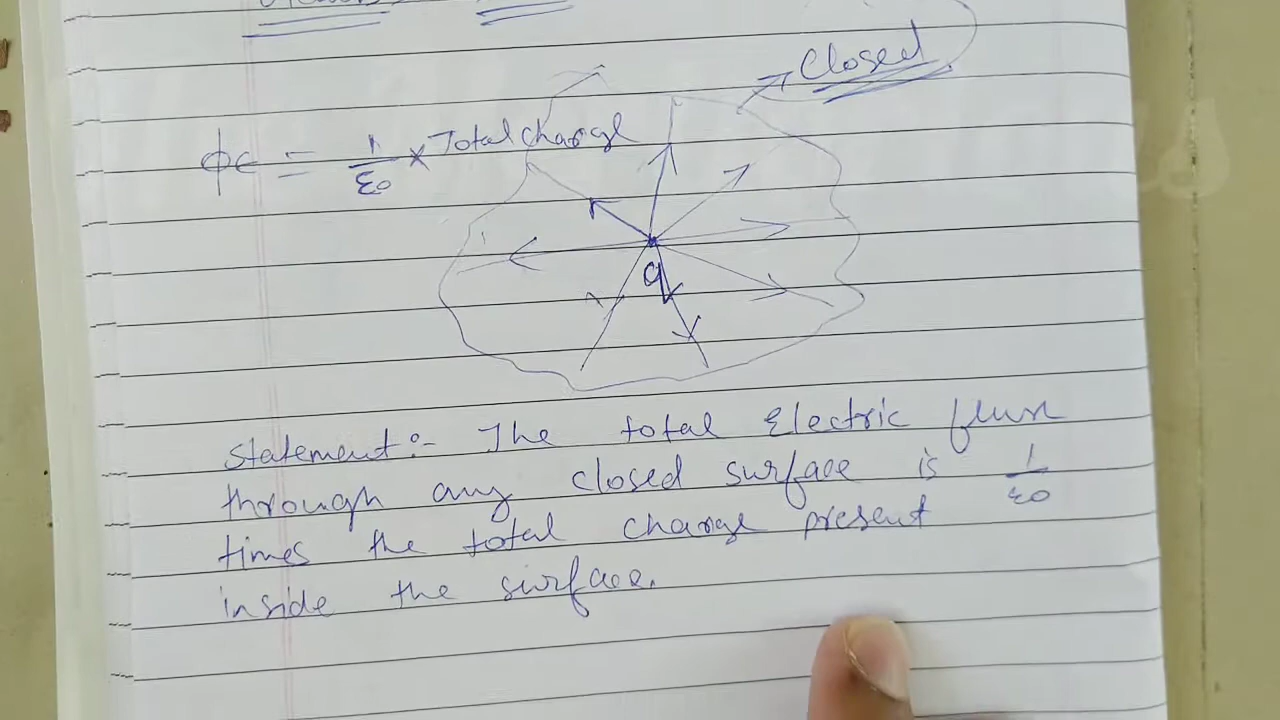 Closed
ϕε = 1/ε0 × Total charge
q
Statement:- The total Electric flux
through any closed surface is 1/ε0
times the total charge present
inside the surface.